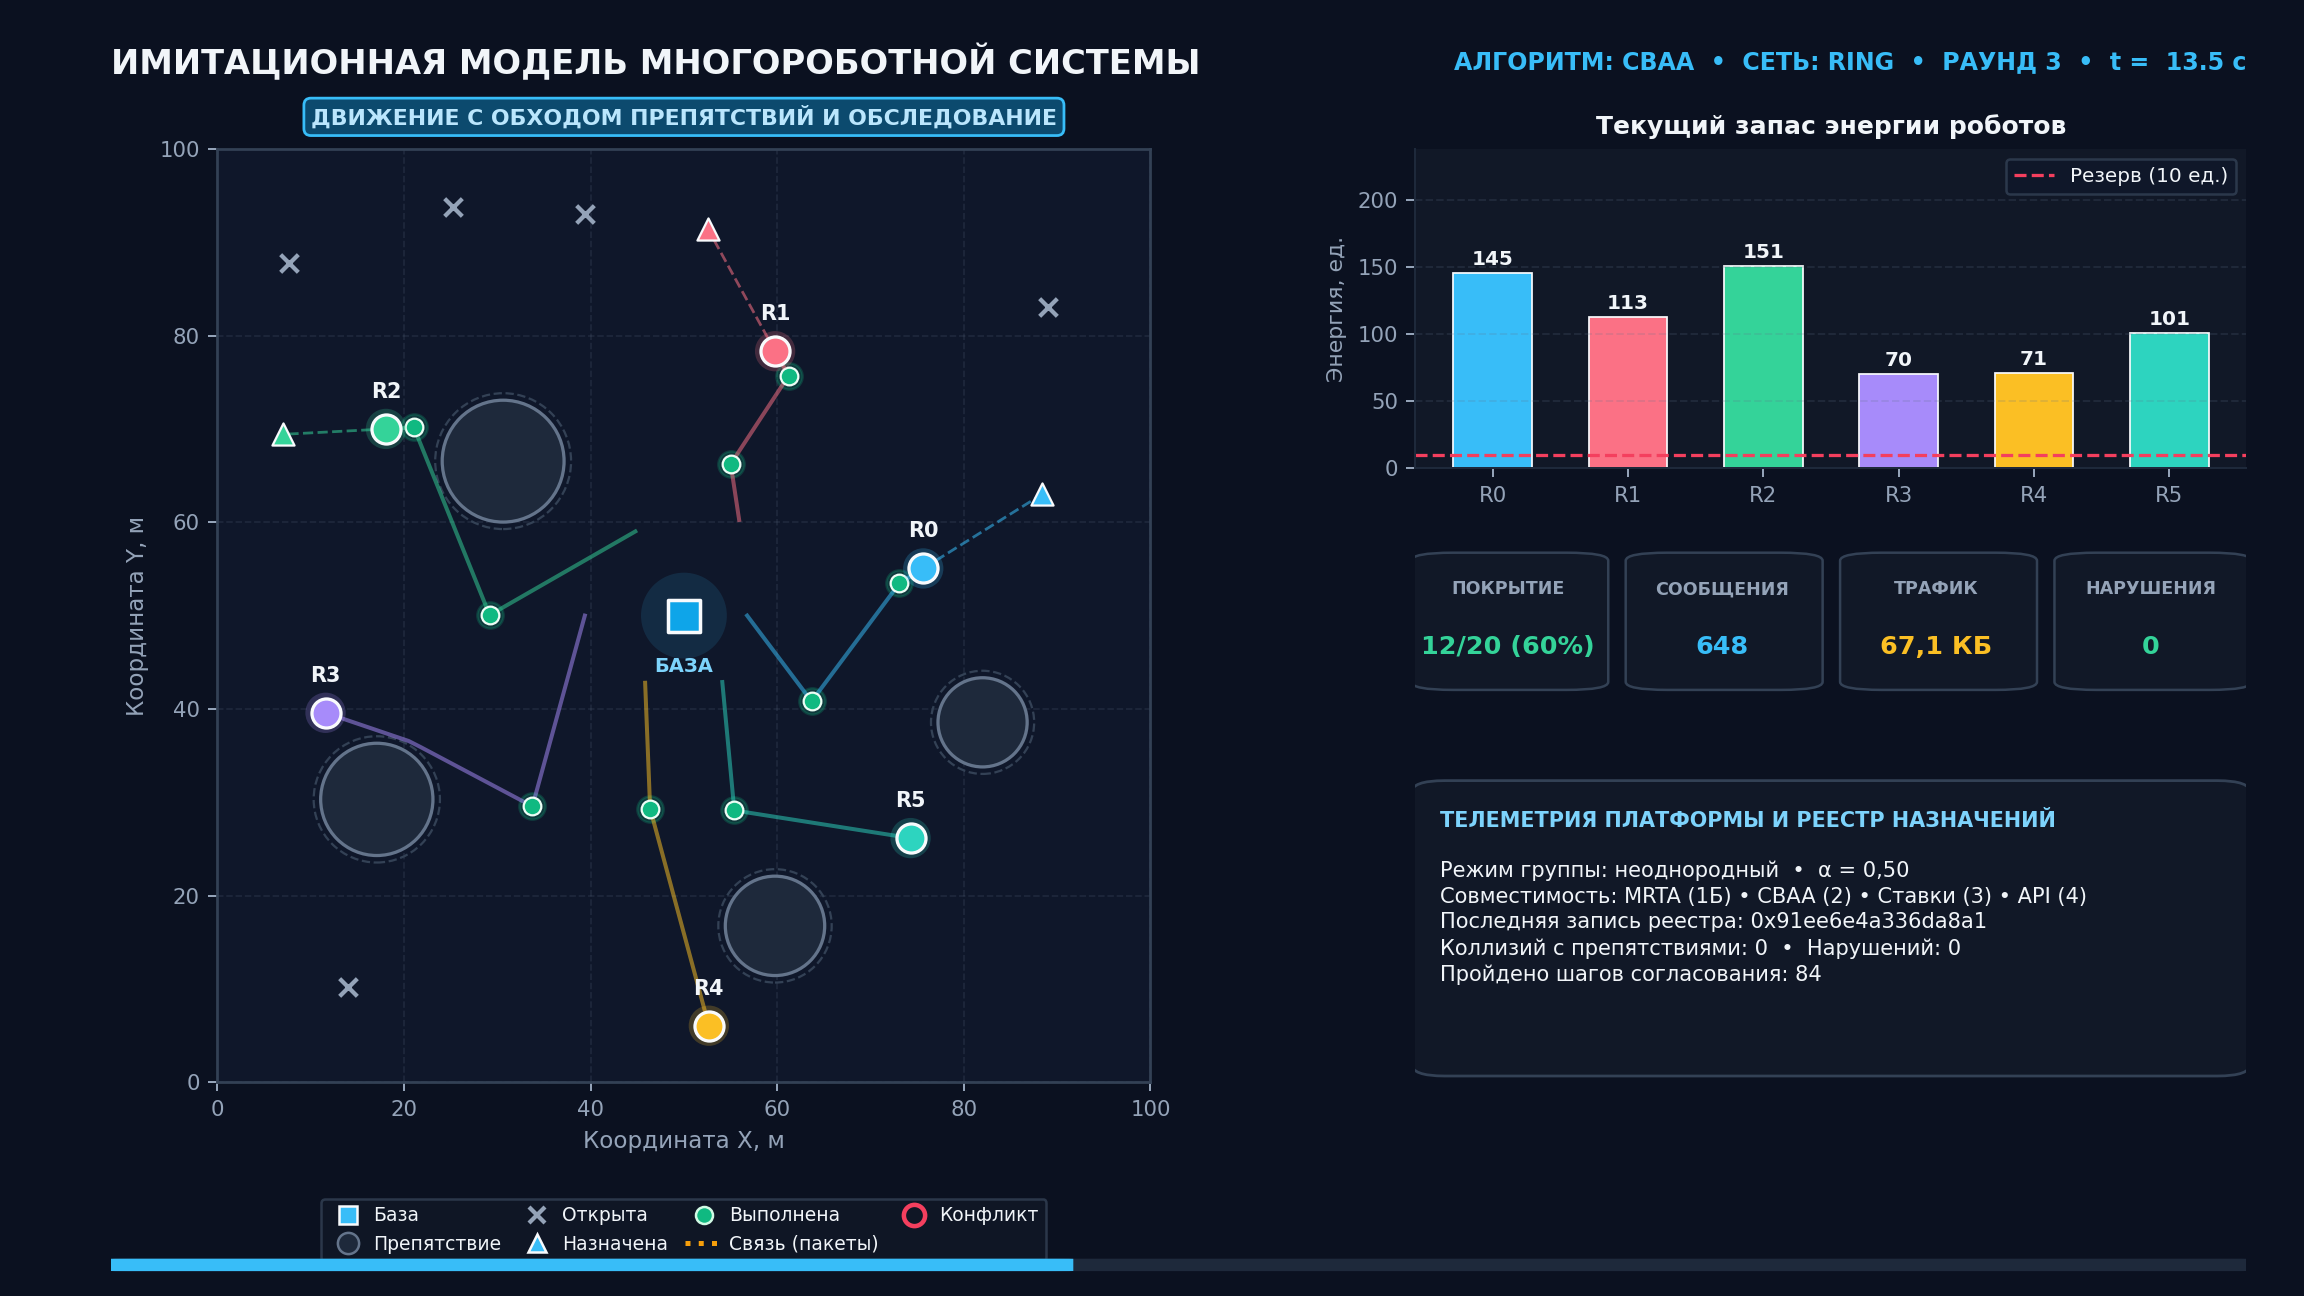 ИМИТАЦИОННАЯ МОДЕЛЬ МНОГОРОБОТНОЙ СИСТЕМЫ
АЛГОРИТМ: CBAA • СЕТЬ: RING • РАУНД 3 • t = 13.5 с
ДВИЖЕНИЕ С ОБХОДОМ ПРЕПЯТСТВИЙ И ОБСЛЕДОВАНИЕ
100
80
60
40
20
0
Координата Y, м
R1
R2
R0
БАЗА
R3
R5
R4
0
20
40
60
80
100
Координата X, м
База
Открыта
Выполнена
Конфликт
Препятствие
Назначена
Связь (пакеты)
Текущий запас энергии роботов
Резерв (10 ед.)
200
150
100
50
0
Энергия, ед.
145
113
151
70
71
101
R0
R1
R2
R3
R4
R5
ПОКРЫТИЕ
12/20 (60%)
СООБЩЕНИЯ
648
ТРАФИК
67,1 КБ
НАРУШЕНИЯ
0
ТЕЛЕМЕТРИЯ ПЛАТФОРМЫ И РЕЕСТР НАЗНАЧЕНИЙ
Режим группы: неоднородный • α = 0,50
Совместимость: MRTA (1Б) • CBAA (2) • Ставки (3) • API (4)
Последняя запись реестра: 0x91ee6e4a336da8a1
Коллизий с препятствиями: 0 • Нарушений: 0
Пройдено шагов согласования: 84